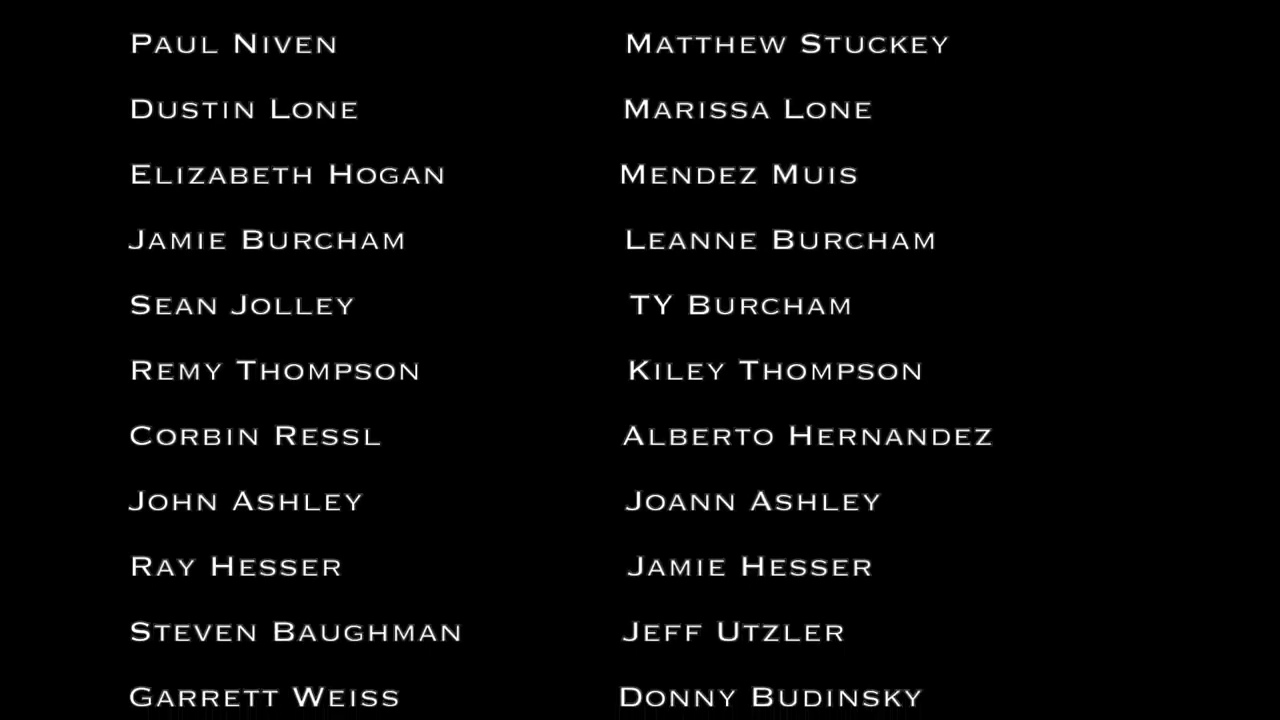 Paul Niven Matthew Stuckey
Dustin Lone Marissa Lone
Elizabeth Hogan Mendez Muis
Jamie Burcham Leanne Burcham
Sean Jolley TY Burcham
Remy Thompson Kiley Thompson
Corbin Ressl Alberto Hernandez
John Ashley Joann Ashley
Ray Hesser Jamie Hesser
Steven Baughman Jeff Utzler
Garrett Weiss Donny Budinsky